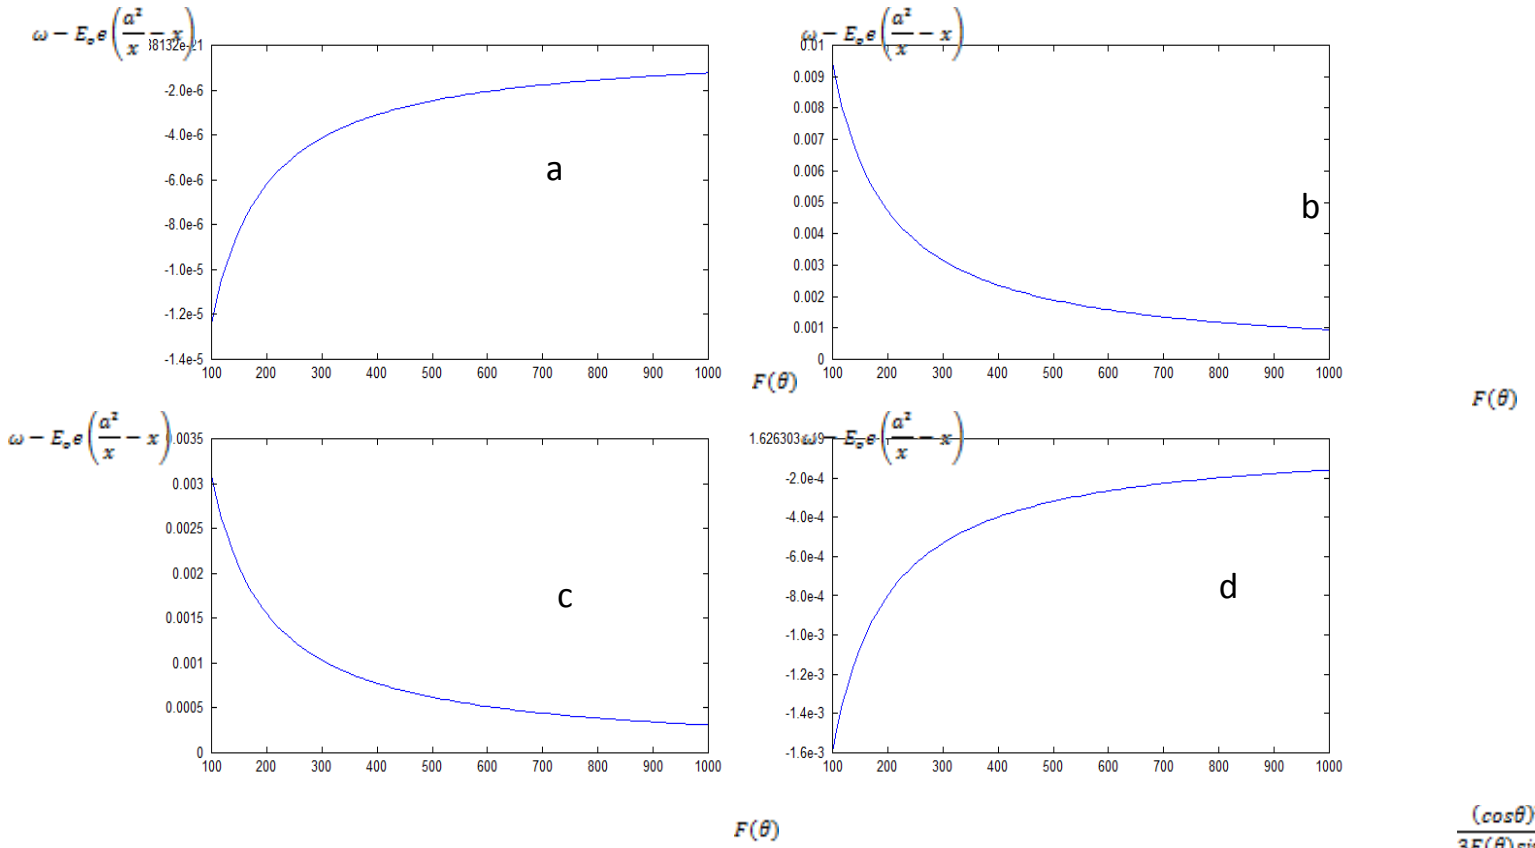 ω − Eₒe(a²/x − x)
38132e-21
-2.0e-6
-4.0e-6
-6.0e-6
-8.0e-6
-1.0e-5
-1.2e-5
-1.4e-5
100 200 300 400 500 600 700 800 900 1000
a
F(θ)
ω − Eₒe(a²/x − x)
0.01
0.009
0.008
0.007
0.006
0.005
0.004
0.003
0.002
0.001
0
100 200 300 400 500 600 700 800 900 1000
b
F(θ)
ω − Eₒe(a²/x − x)
0.0035
0.003
0.0025
0.002
0.0015
0.001
0.0005
0
100 200 300 400 500 600 700 800 900 1000
c
F(θ)
ω − Eₒe(a²/x − x)
1.626303
-2.0e-4
-4.0e-4
-6.0e-4
-8.0e-4
-1.0e-3
-1.2e-3
-1.4e-3
-1.6e-3
100 200 300 400 500 600 700 800 900 1000
d
(cosθ)
3F(θ)sin